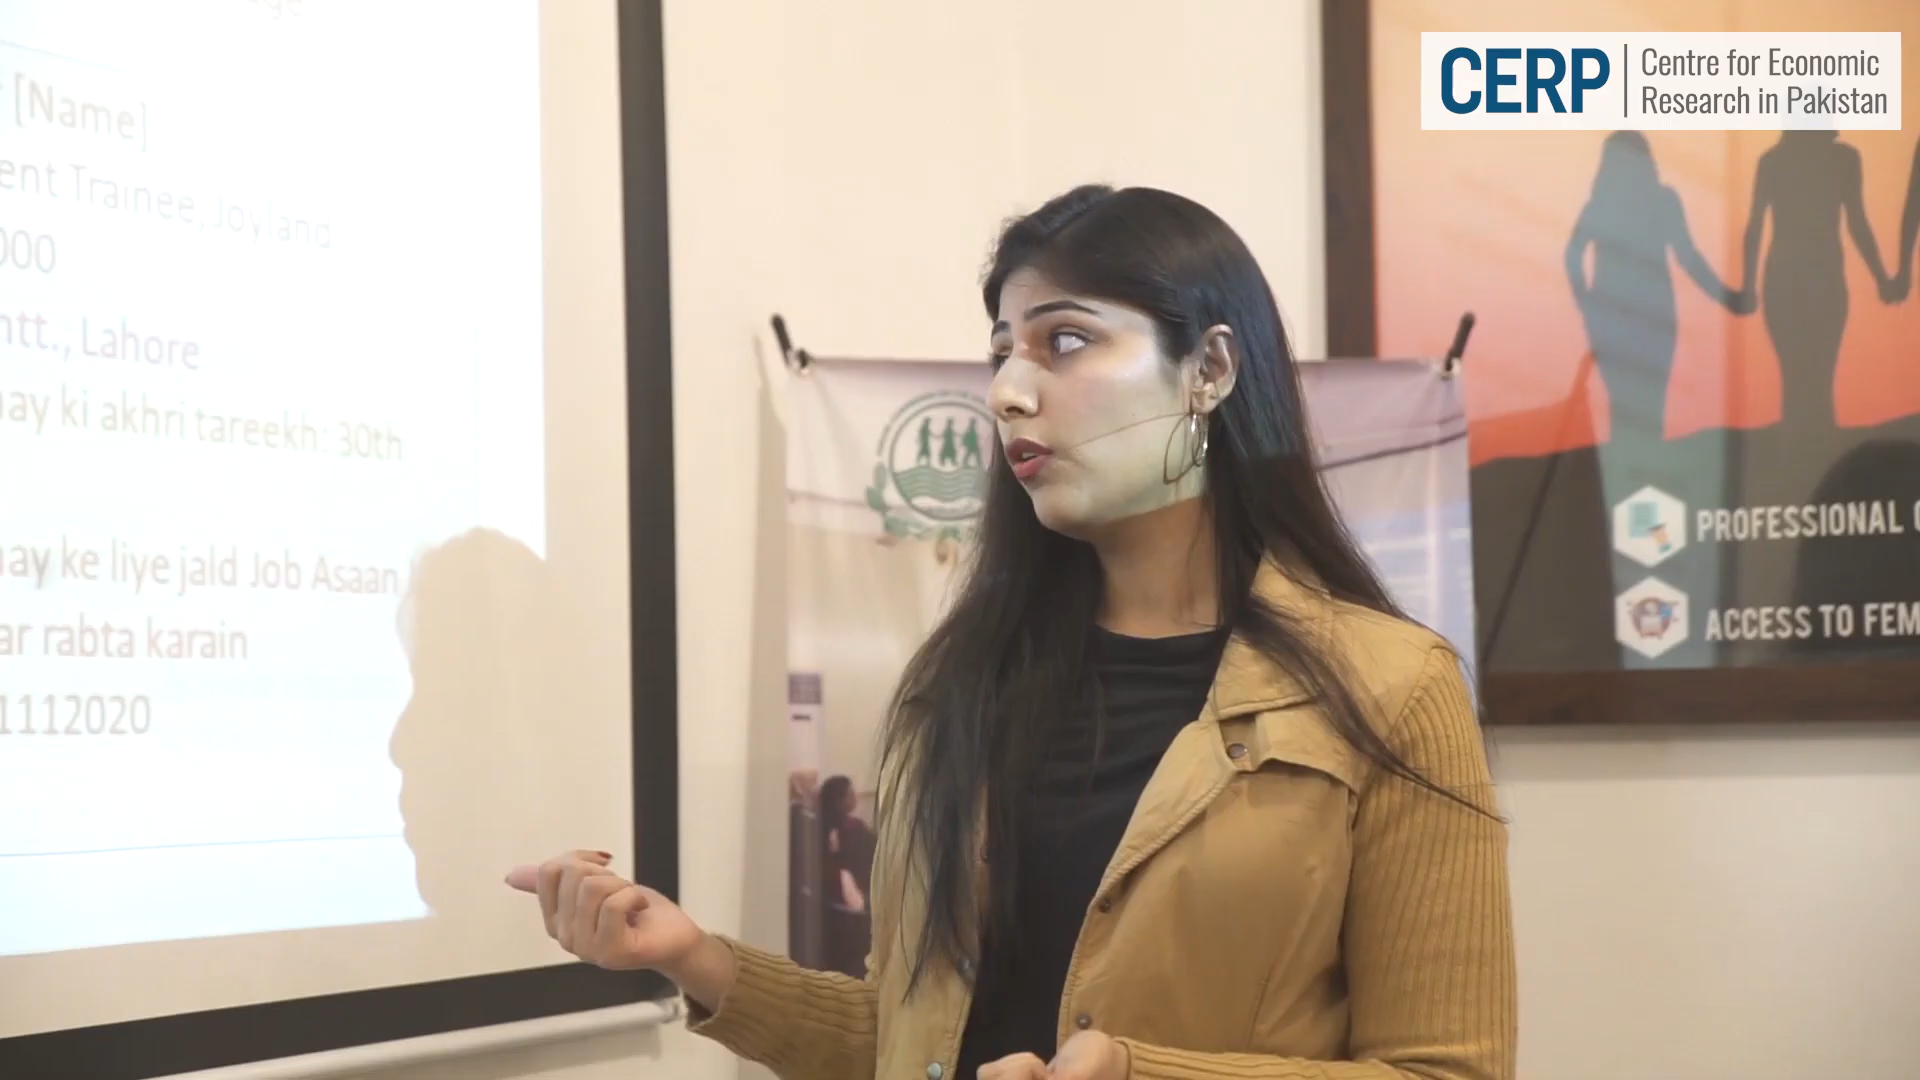 [Name]
ent Trainee, Joyland
000
ntt., Lahore
ay ki akhri tareekh: 30th
ay ke liye jald Job Asaan
ar rabta karain
1112020
CERP
Centre for Economic
Research in Pakistan
PROFESSIONAL
ACCESS TO FEM